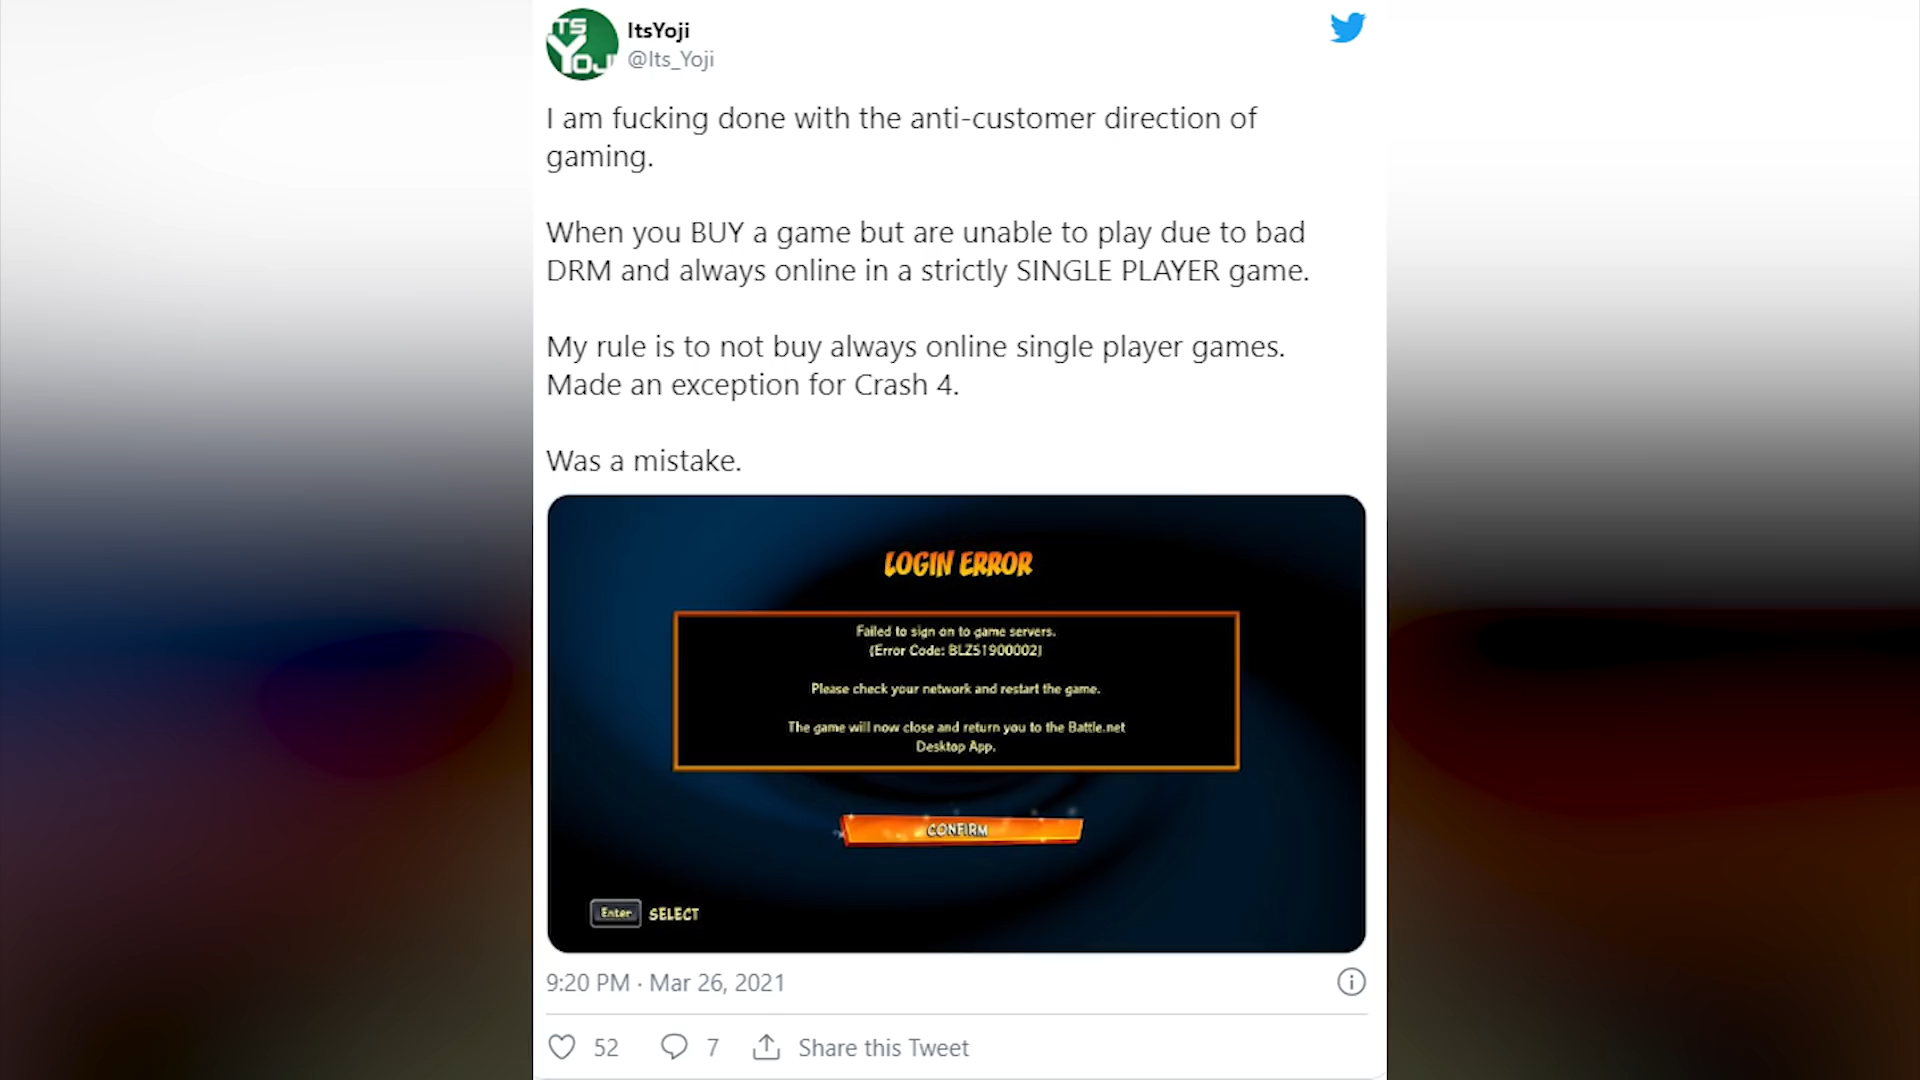 ITS
YOJI
ItsYoji
@Its_Yoji
I am fucking done with the anti-customer direction of
gaming.
When you BUY a game but are unable to play due to bad
DRM and always online in a strictly SINGLE PLAYER game.
My rule is to not buy always online single player games.
Made an exception for Crash 4.
Was a mistake.
LOGIN ERROR
Failed to sign on to game servers.
(Error Code: BLZ51900002)
Please check your network and restart the game.
The game will now close and return you to the Battle.net
Desktop App.
CONFIRM
Enter SELECT
9:20 PM · Mar 26, 2021
52 7 Share this Tweet